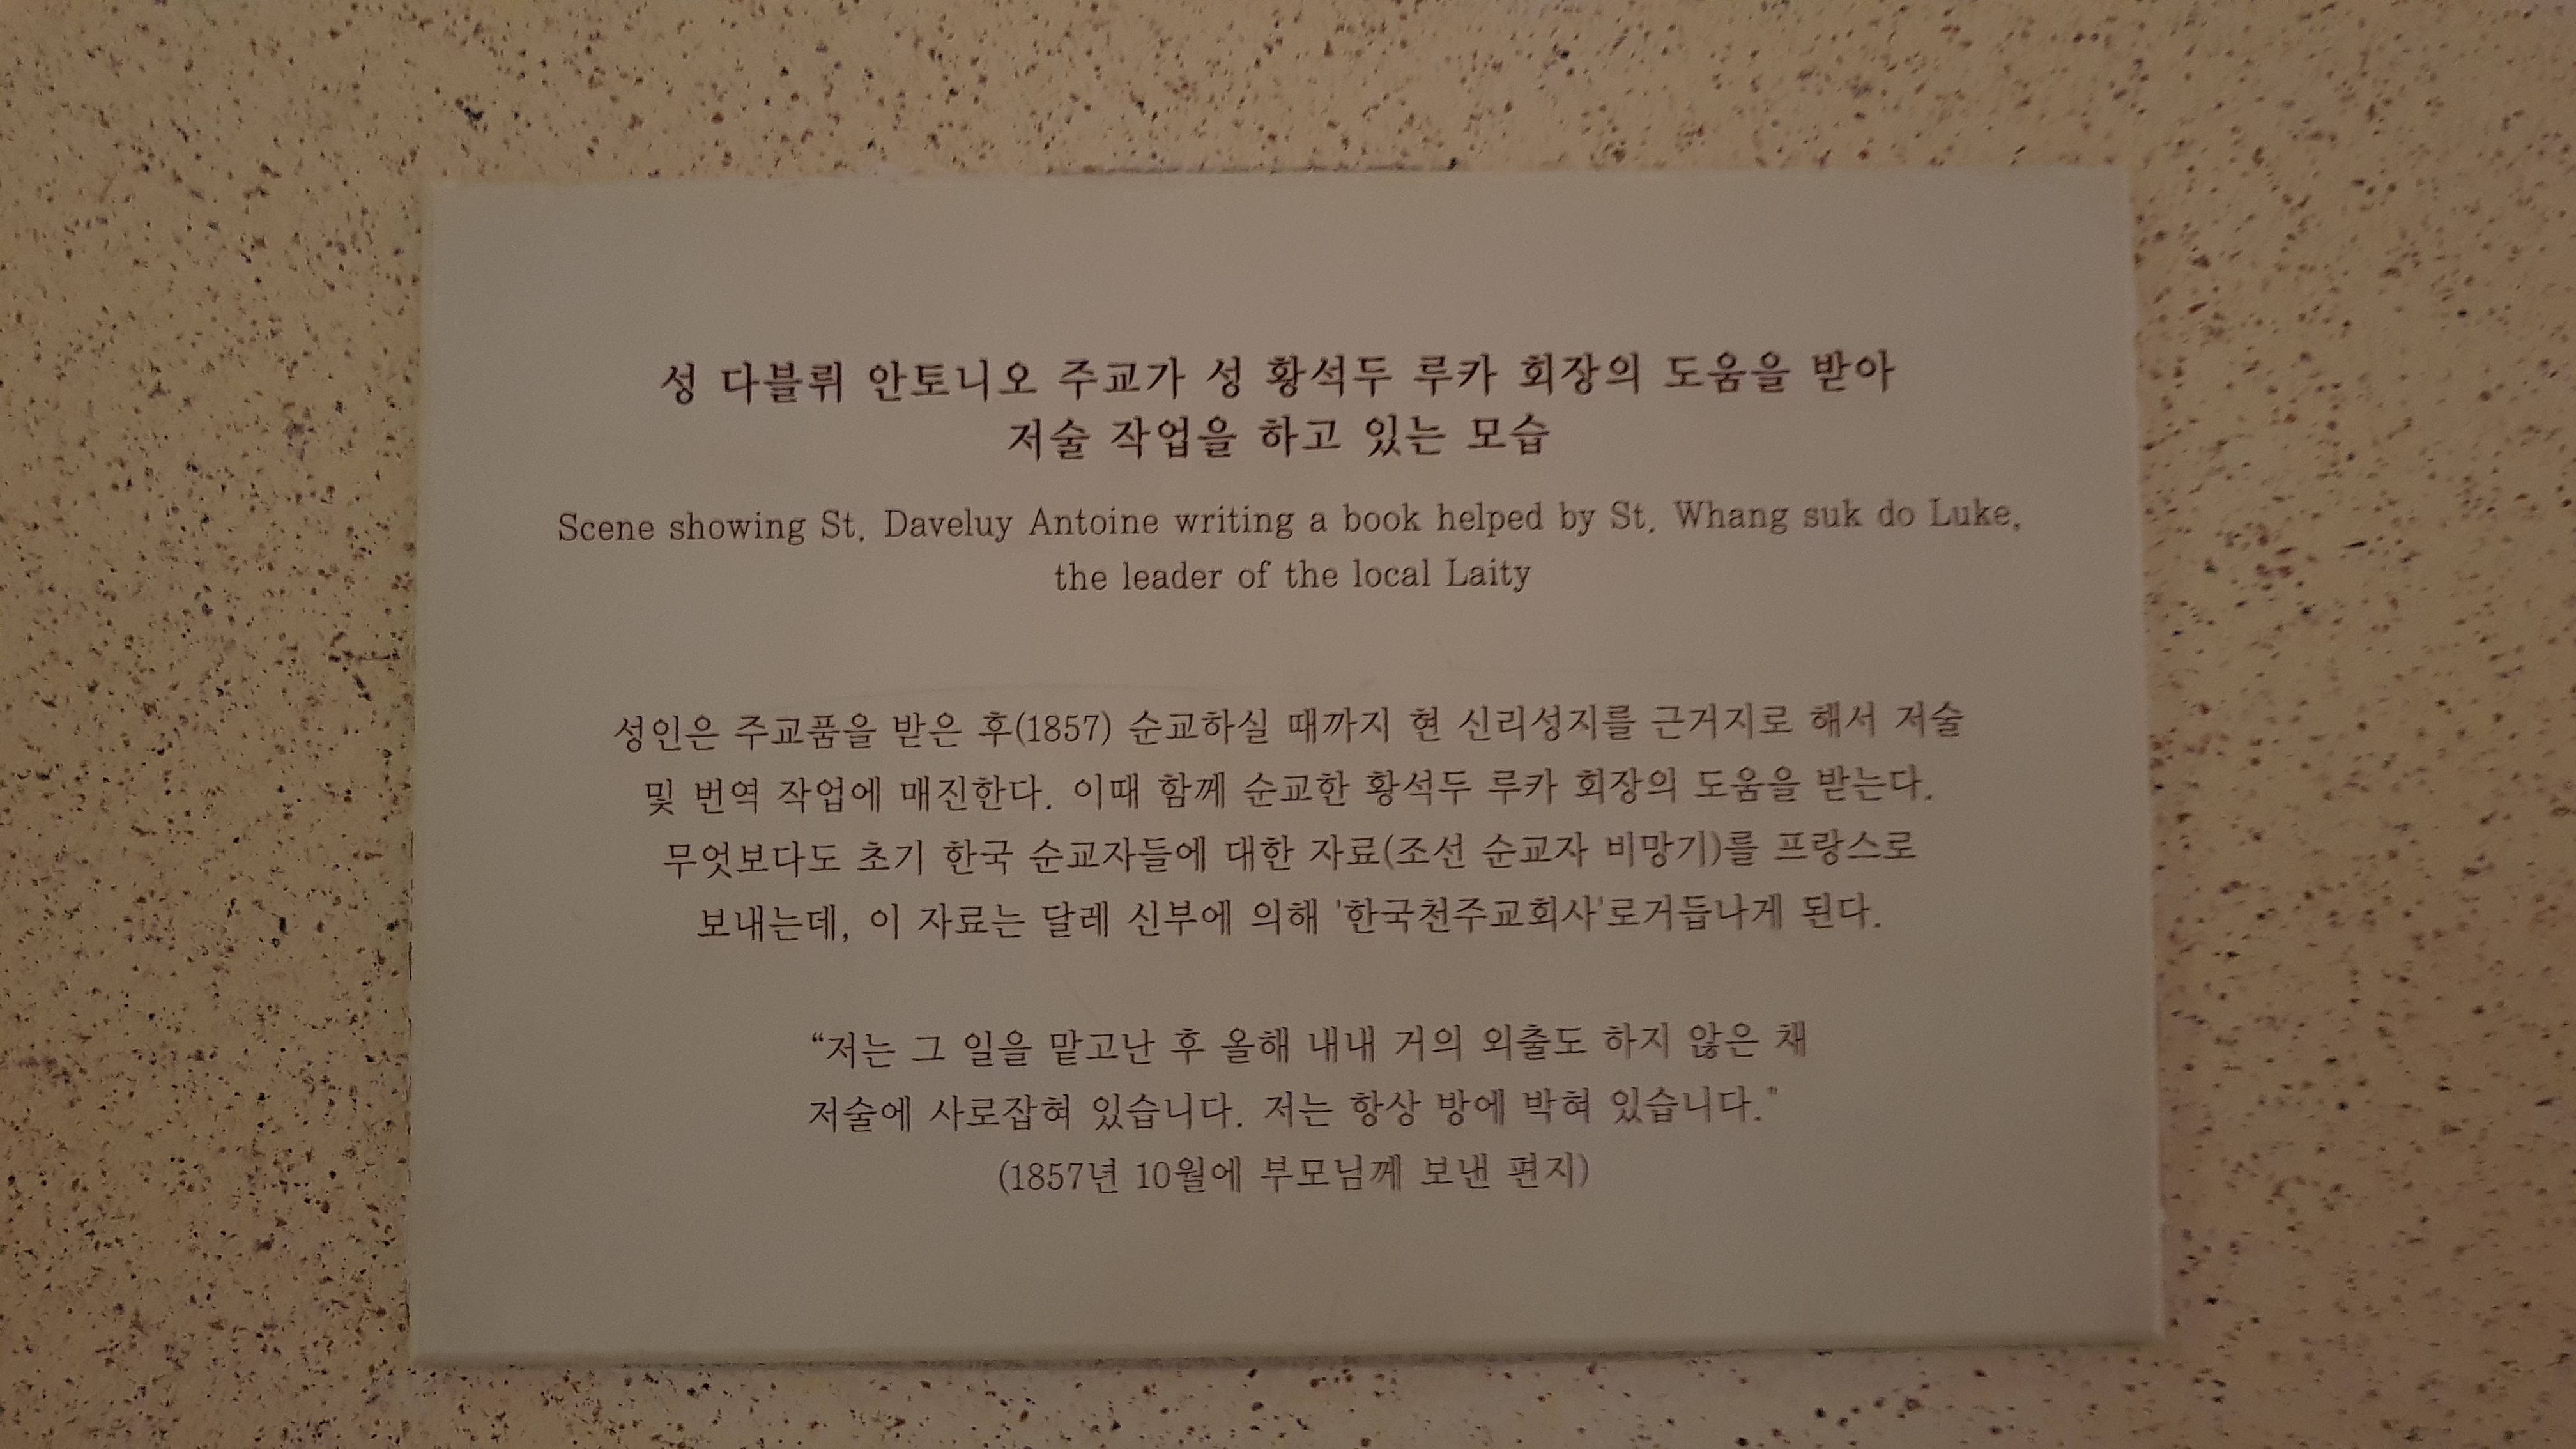 성 다블뤼 안토니오 주교가 성 황석두 루카 회장의 도움을 받아
저술 작업을 하고 있는 모습
Scene showing St. Daveluy Antoine writing a book helped by St. Whang suk do Luke,
the leader of the local Laity
성인은 주교품을 받은 후(1857) 순교하실 때까지 현 신리성지를 근거지로 해서 저술
및 번역 작업에 매진한다. 이때 함께 순교한 황석두 루카 회장의 도움을 받는다.
무엇보다도 초기 한국 순교자들에 대한 자료(조선 순교자 비망기)를 프랑스로
보내는데, 이 자료는 달레 신부에 의해 '한국천주교회사'로거듭나게 된다.
“저는 그 일을 맡고난 후 올해 내내 거의 외출도 하지 않은 채
저술에 사로잡혀 있습니다. 저는 항상 방에 박혀 있습니다.”
(1857년 10월에 부모님께 보낸 편지)